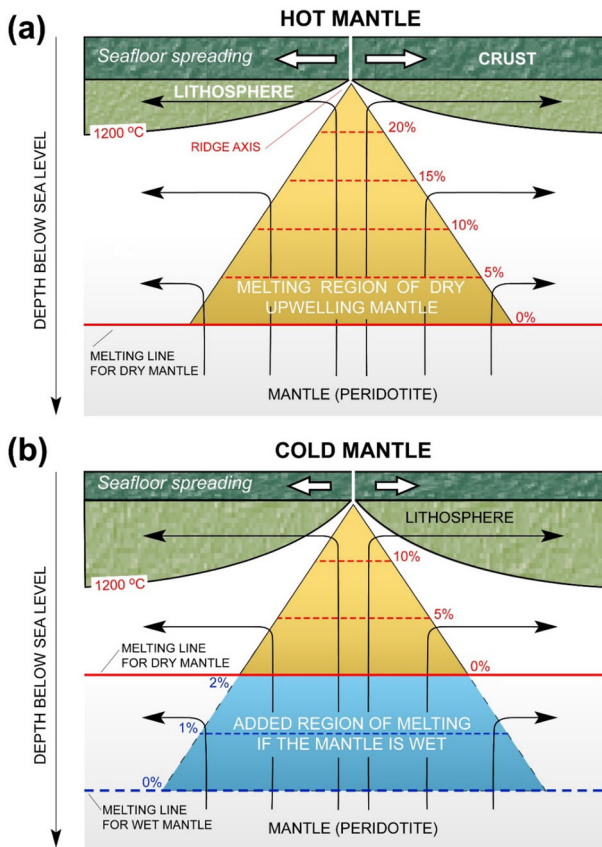 (a)
HOT MANTLE
Seafloor spreading
CRUST
LITHOSPHERE
1200 ºC
RIDGE AXIS
20%
15%
10%
5%
MELTING REGION OF DRY
UPWELLING MANTLE
0%
MELTING LINE
FOR DRY MANTLE
MANTLE (PERIDOTITE)
DEPTH BELOW SEA LEVEL
(b)
COLD MANTLE
Seafloor spreading
LITHOSPHERE
1200 ºC
10%
5%
MELTING LINE
FOR DRY MANTLE
0%
2%
ADDED REGION OF MELTING
IF THE MANTLE IS WET
1%
0%
MELTING LINE
FOR WET MANTLE
MANTLE (PERIDOTITE)
DEPTH BELOW SEA LEVEL